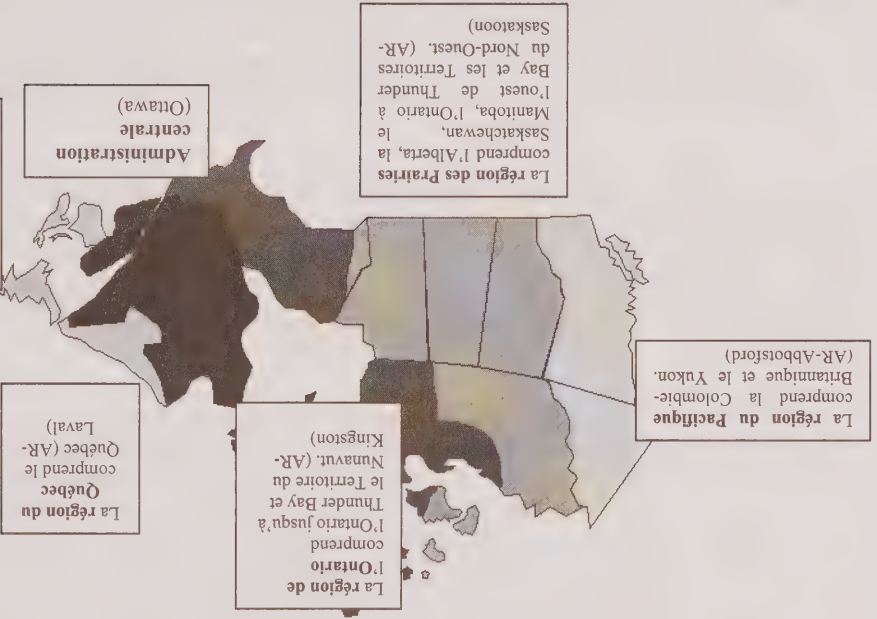 La région de
l'Ontario
comprend
l'Ontario jusqu'à
Thunder Bay et
le Territoire du
Nunavut. (AR-
Kingston)
La région du
Québec
comprend le
Québec (AR-
Laval)
La région du Pacifique
comprend la Colombie-
Britannique et le Yukon.
(AR-Abbotsford)
La région des Prairies
comprend l'Alberta, la
Saskatchewan, le
Manitoba, l'Ontario à
l'ouest de Thunder
Bay et les Territoires
du Nord-Ouest. (AR-
Saskatoon)
Administration
centrale
(Ottawa)